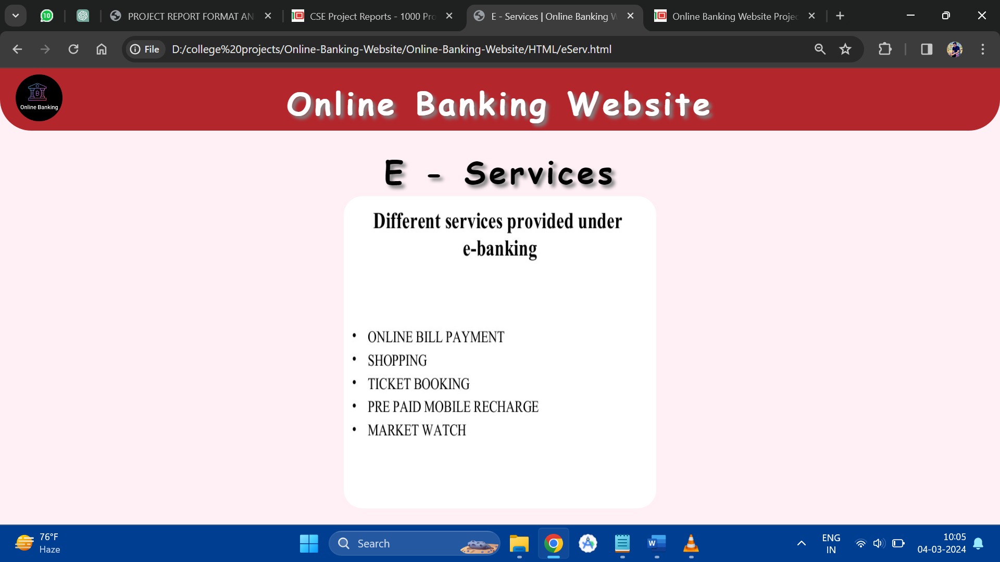 10
PROJECT REPORT FORMAT AN
CSE Project Reports - 1000 Pro
E - Services | Online Banking W
Online Banking Website Projec
File
D:/college%20projects/Online-Banking-Website/Online-Banking-Website/HTML/eServ.html
Online Banking
Online Banking Website
E - Services
Different services provided under
e-banking
• ONLINE BILL PAYMENT
• SHOPPING
• TICKET BOOKING
• PRE PAID MOBILE RECHARGE
• MARKET WATCH
76°F
Haze
Search
W
ENG
IN
10:05
04-03-2024